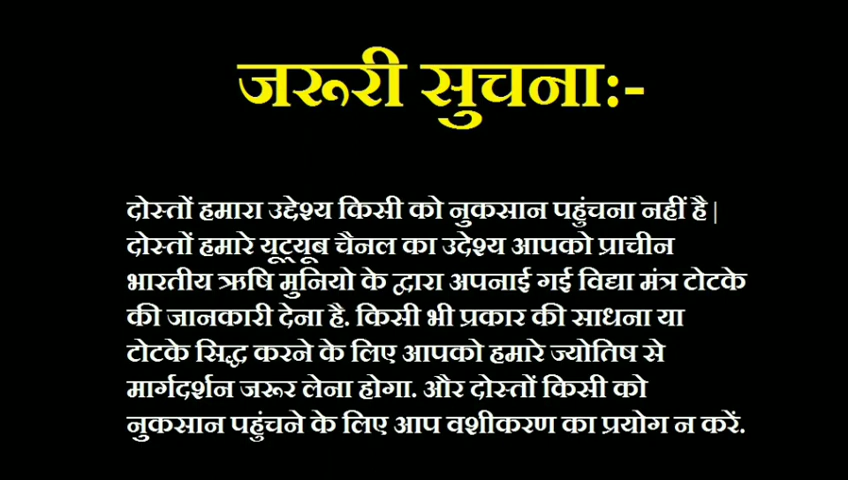 जरूरी सुचना:-
दोस्तों हमारा उद्देश्य किसी को नुकसान पहुंचना नहीं है |
दोस्तों हमारे यूट्यूब चैनल का उदेश्य आपको प्राचीन
भारतीय ऋषि मुनियो के द्वारा अपनाई गई विद्या मंत्र टोटके
की जानकारी देना है. किसी भी प्रकार की साधना या
टोटके सिद्ध करने के लिए आपको हमारे ज्योतिष से
मार्गदर्शन जरूर लेना होगा. और दोस्तों किसी को
नुकसान पहुंचने के लिए आप वशीकरण का प्रयोग न करें.